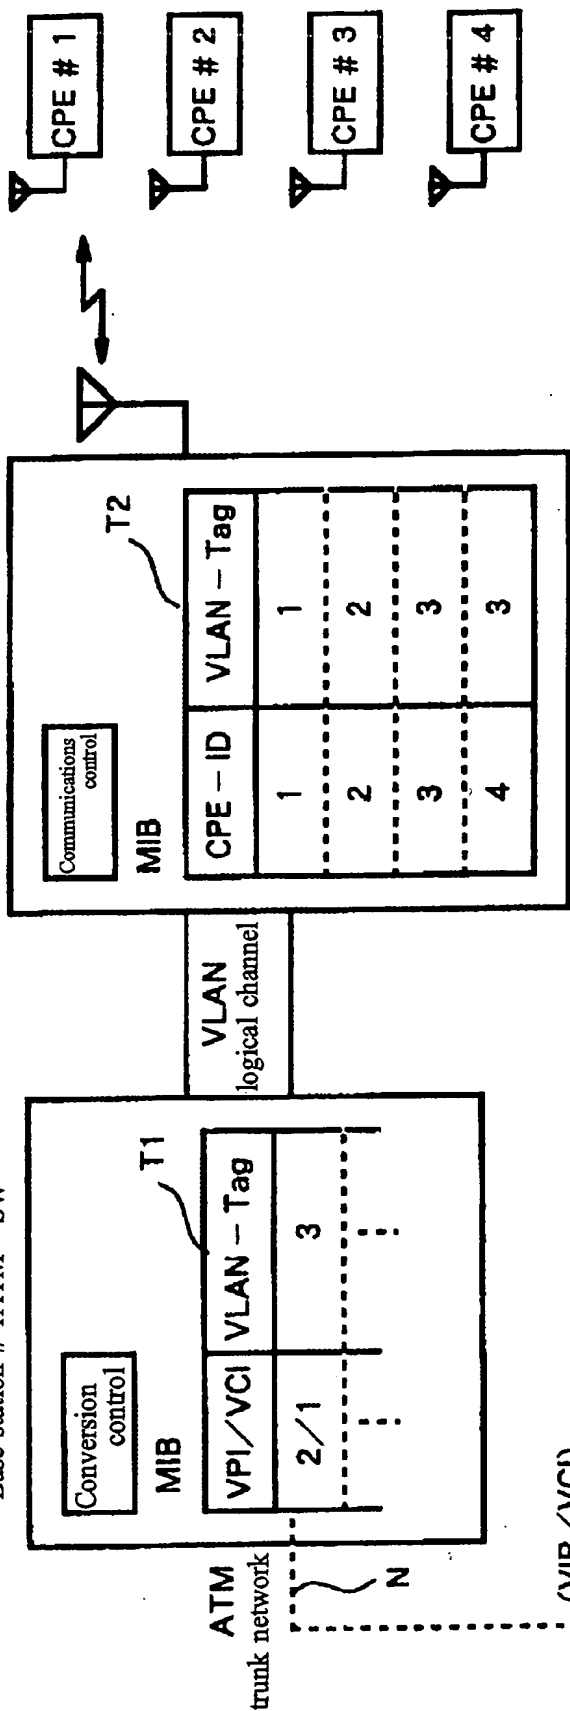 Base station #
Conversion
control
MIB
T1
VPI/VCI VLAN – Tag
2/1 3
ATM
trunk network
N
VLAN
logical channel
Communications
control
MIB
T2
CPE – ID VLAN – Tag
1 1
2 2
3 3
4 3
CPE # 1
CPE # 2
CPE # 3
CPE # 4